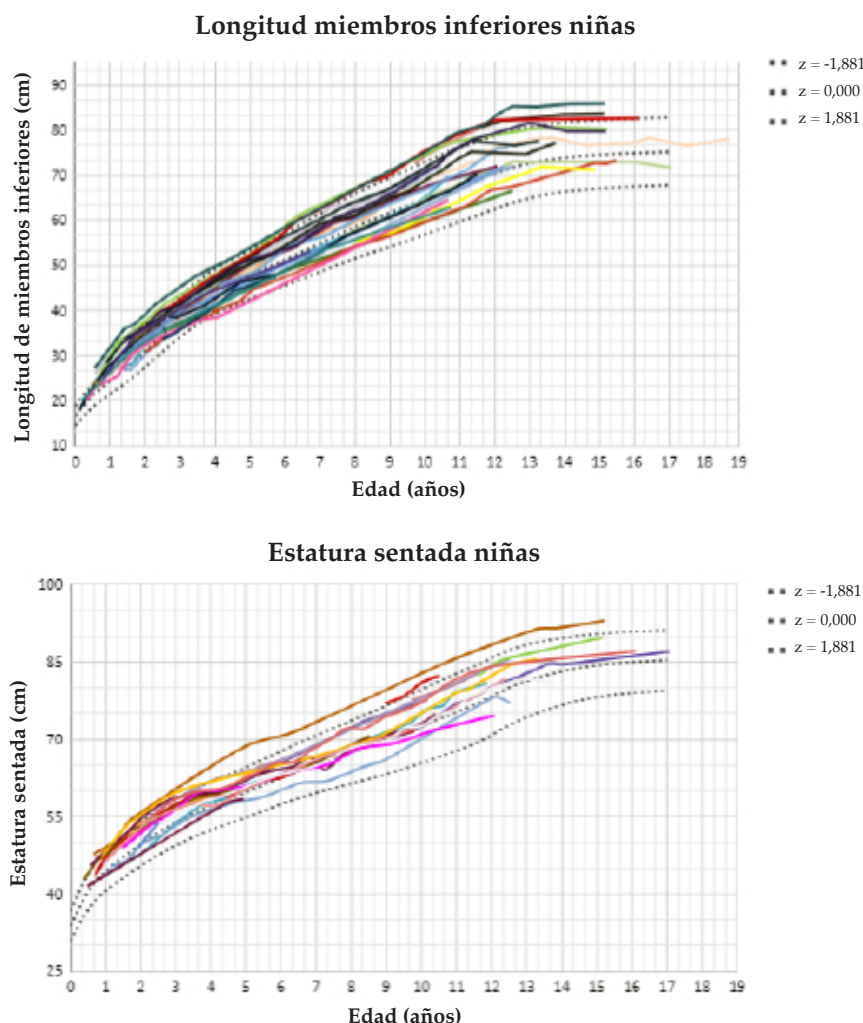 Longitud miembros inferiores niñas
Longitud de miembros inferiores (cm)
90
80
70
60
50
40
30
20
10
0 1 2 3 4 5 6 7 8 9 10 11 12 13 14 15 16 17 18 19
Edad (años)
z = -1,881
z = 0,000
z = 1,881
Estatura sentada niñas
Estatura sentada (cm)
100
85
70
55
40
25
0 1 2 3 4 5 6 7 8 9 10 11 12 13 14 15 16 17 18 19
Edad (años)
z = -1,881
z = 0,000
z = 1,881